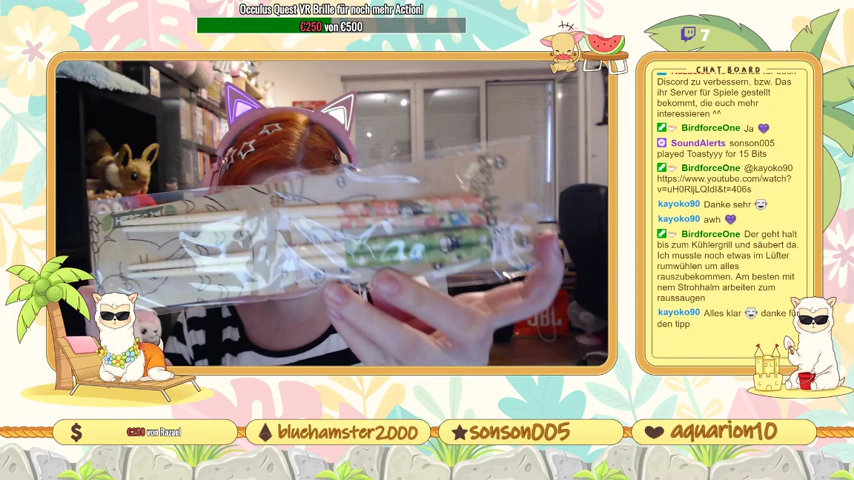 Occulus Quest VR Brille für noch mehr Action!
€250 von €500
7
CHAT BOARD
Discord zu verbessern, bzw. Das
ihr Server für Spiele gestellt
bekommt, die euch mehr
interessieren ^^
BirdforceOne Ja
SoundAlerts sonson005
played Toastyyy for 15 Bits
BirdforceOne @kayoko90
https://www.youtube.com/watch?
v=uH0RljLQIdI&t=406s
kayoko90 Danke sehr
kayoko90 awh
BirdforceOne Der geht halt
bis zum Kühlergrill und säubert da.
Ich musste noch etwas im Lüfter
rumwühlen um alles
rauszubekommen. Am besten mit
nem Strohhalm arbeiten zum
raussaugen
kayoko90 Alles klar danke für
den tipp
JBL
$ €250 von Razael
bluehamster2000
sonson005
aquarion10